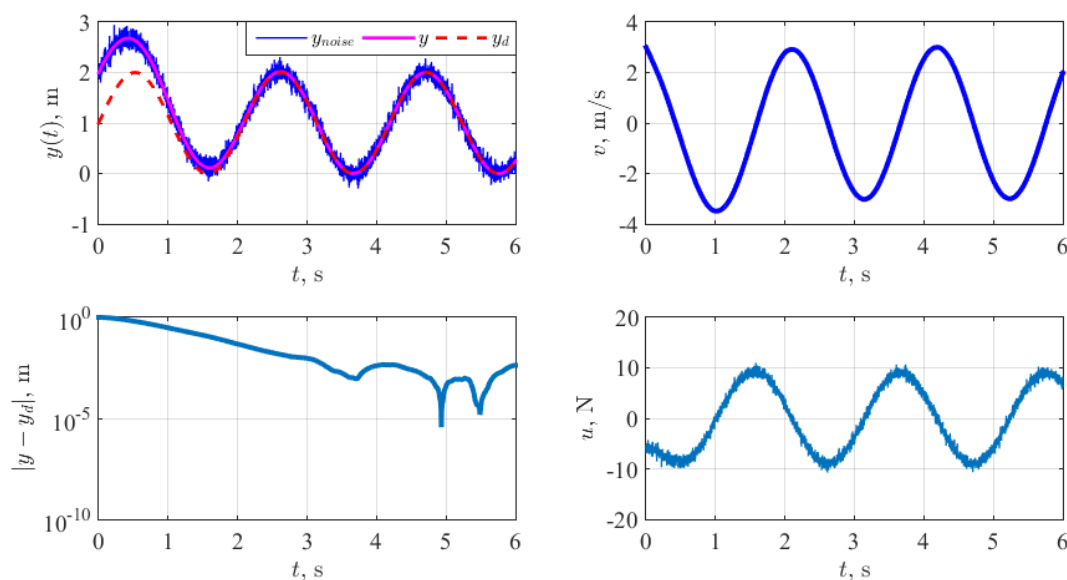 3
2
1
0
-1
y(t), m
y_{noise} y y_d
0 1 2 3 4 5 6
t, s
4
2
0
-2
-4
v, m/s
0 1 2 3 4 5 6
t, s
10^0
10^{-5}
10^{-10}
|y - y_d|, m
0 1 2 3 4 5 6
t, s
20
10
0
-10
-20
u, N
0 1 2 3 4 5 6
t, s